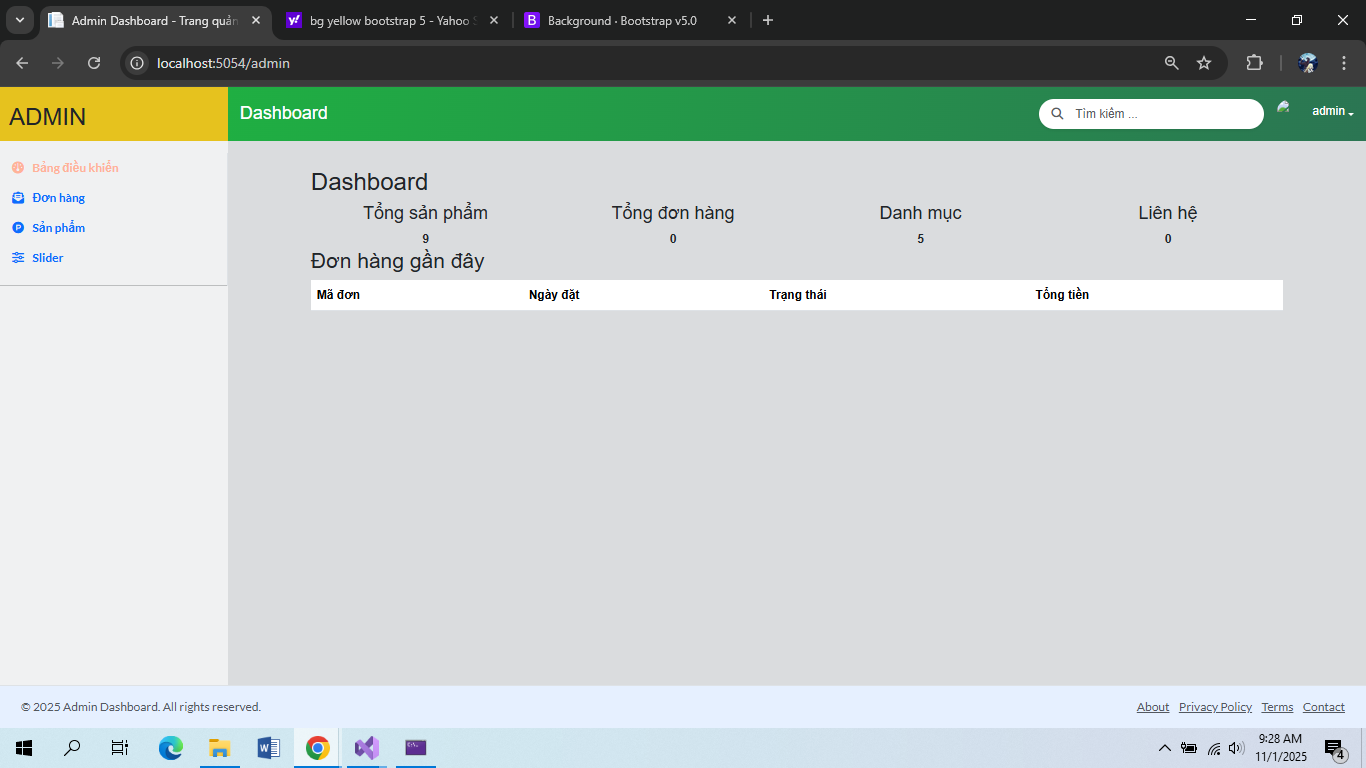 Admin Dashboard - Trang quản
bg yellow bootstrap 5 - Yahoo S
Background · Bootstrap v5.0
localhost:5054/admin
ADMIN
Dashboard
Tìm kiếm ...
admin
Bảng điều khiển
Đơn hàng
Sản phẩm
Slider
Dashboard
Tổng sản phẩm
Tổng đơn hàng
Danh mục
Liên hệ
9
0
5
0
Đơn hàng gần đây
Mã đơn
Ngày đặt
Trạng thái
Tổng tiền
© 2025 Admin Dashboard. All rights reserved.
About
Privacy Policy
Terms
Contact
9:28 AM
11/1/2025
4